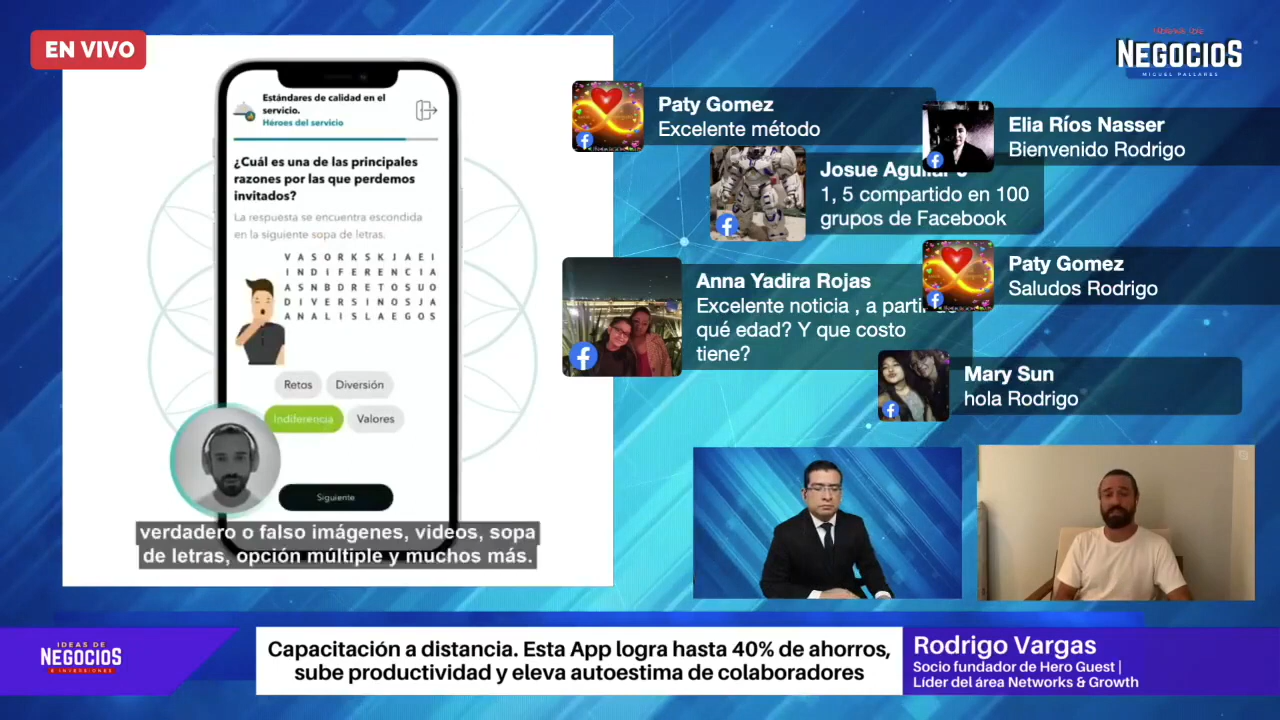 EN VIVO
Estándares de calidad en el
servicio.
Héroes del servicio
¿Cuál es una de las principales
razones por las que perdemos
invitados?
La respuesta se encuentra escondida
en la siguiente sopa de letras.
V A S O R K S K J A E I
I N D I F E R E N C I A
A S N B D R E T O S U O
D I V E R S I N O S J A
A N A L I S L A E G O S
Retos
Diversión
Indiferencia
Valores
Siguiente
verdadero o falso imágenes, videos, sopa
de letras, opción múltiple y muchos más.
NEGOCIOS
MIGUEL PALLARES
Paty Gomez
Excelente método
Elia Ríos Nasser
Bienvenido Rodrigo
Josue
1, 5 compartido en 100
grupos de Facebook
Paty Gomez
Saludos Rodrigo
Anna Yadira Rojas
Excelente noticia , a
qué edad? Y que costo
tiene?
Mary Sun
hola Rodrigo
IDEAS DE
NEGOCIOS
E INVERSIONES
Capacitación a distancia. Esta App logra hasta 40% de ahorros,
sube productividad y eleva autoestima de colaboradores
Rodrigo Vargas
Socio fundador de Hero Guest |
Líder del área Networks & Growth